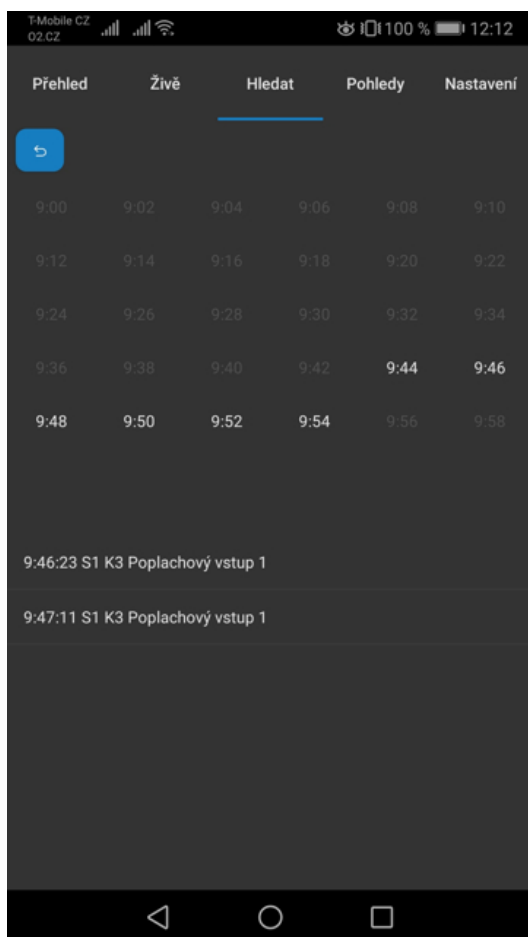 T-Mobile CZ
O2.CZ
100 % 12:12
Přehled Živě Hledat Pohledy Nastavení
9:00 9:02 9:04 9:06 9:08 9:10
9:12 9:14 9:16 9:18 9:20 9:22
9:24 9:26 9:28 9:30 9:32 9:34
9:36 9:38 9:40 9:42 9:44 9:46
9:48 9:50 9:52 9:54 9:56 9:58
9:46:23 S1 K3 Poplachový vstup 1
9:47:11 S1 K3 Poplachový vstup 1